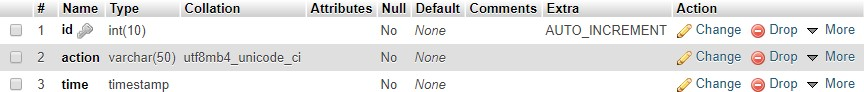 # Name Type Collation Attributes Null Default Comments Extra Action
1 id int(10) No None AUTO_INCREMENT Change Drop More
2 action varchar(50) utf8mb4_unicode_ci No None Change Drop More
3 time timestamp No None Change Drop More